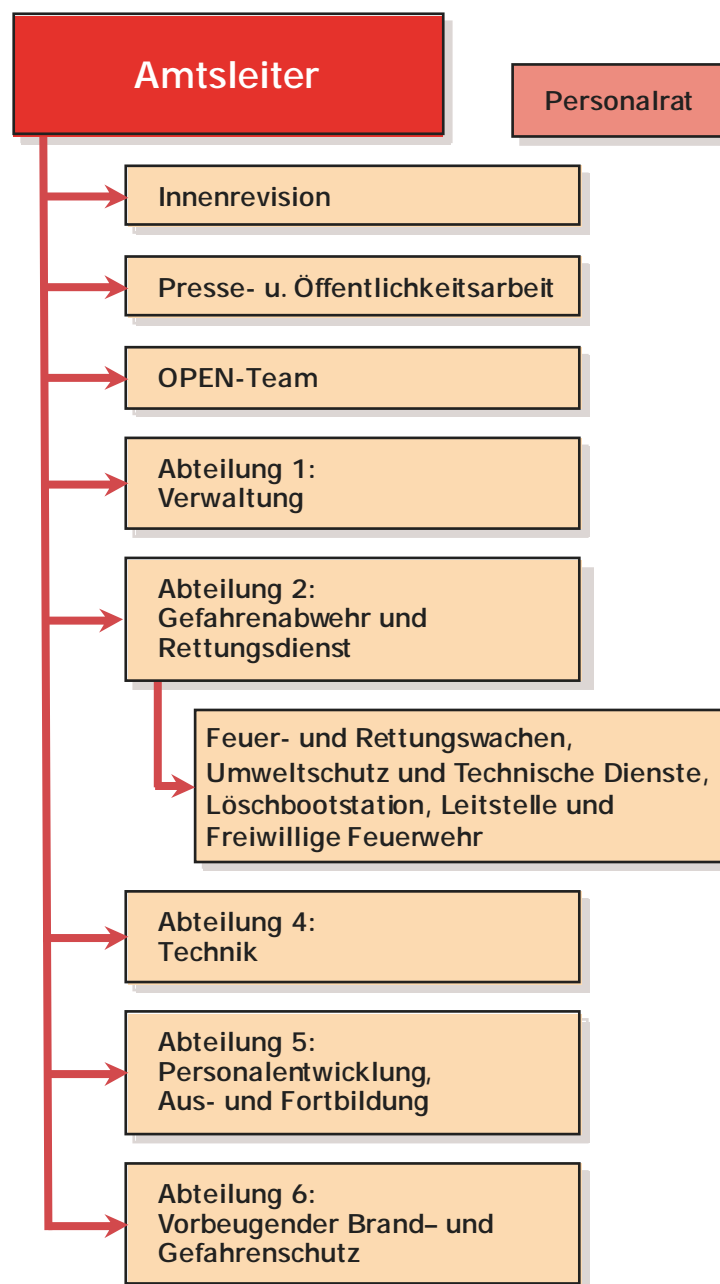 Amtsleiter
Personalrat
Innenrevision
Presse- u. Öffentlichkeitsarbeit
OPEN-Team
Abteilung 1:
Verwaltung
Abteilung 2:
Gefahrenabwehr und
Rettungsdienst
Feuer- und Rettungswachen,
Umweltschutz und Technische Dienste,
Löschbootstation, Leitstelle und
Freiwillige Feuerwehr
Abteilung 4:
Technik
Abteilung 5:
Personalentwicklung,
Aus- und Fortbildung
Abteilung 6:
Vorbeugender Brand– und
Gefahrenschutz